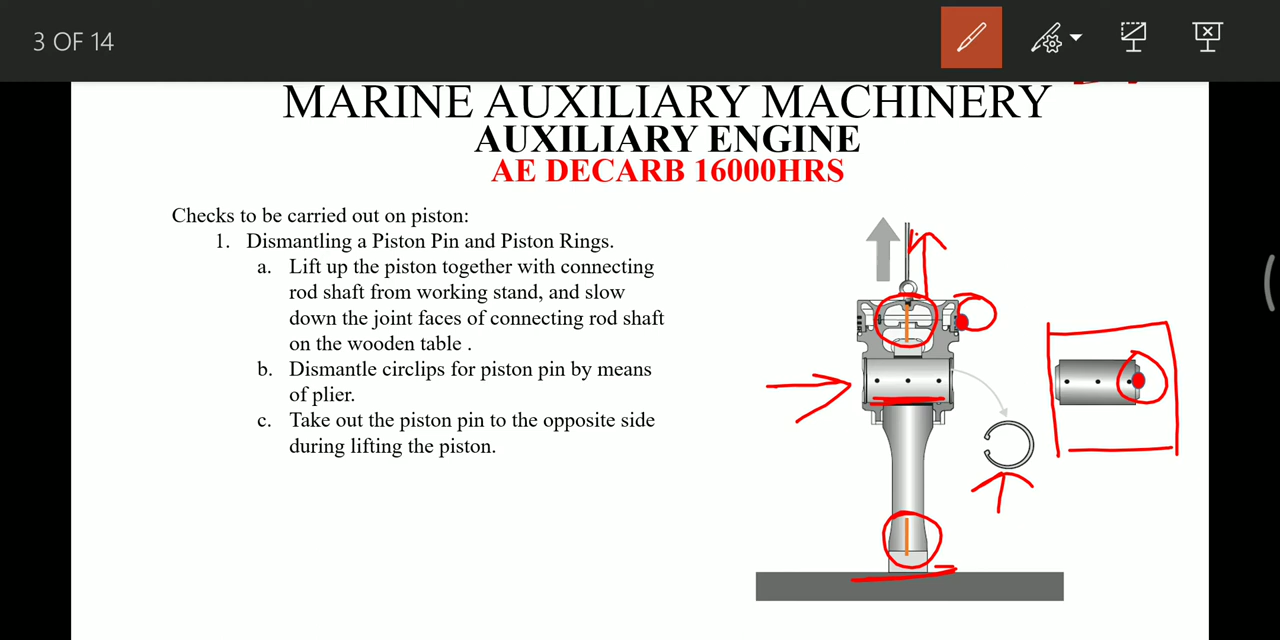 3 OF 14
MARINE AUXILIARY MACHINERY
AUXILIARY ENGINE
AE DECARB 16000HRS
Checks to be carried out on piston:
1. Dismantling a Piston Pin and Piston Rings.
a. Lift up the piston together with connecting
rod shaft from working stand, and slow
down the joint faces of connecting rod shaft
on the wooden table .
b. Dismantle circlips for piston pin by means
of plier.
c. Take out the piston pin to the opposite side
during lifting the piston.